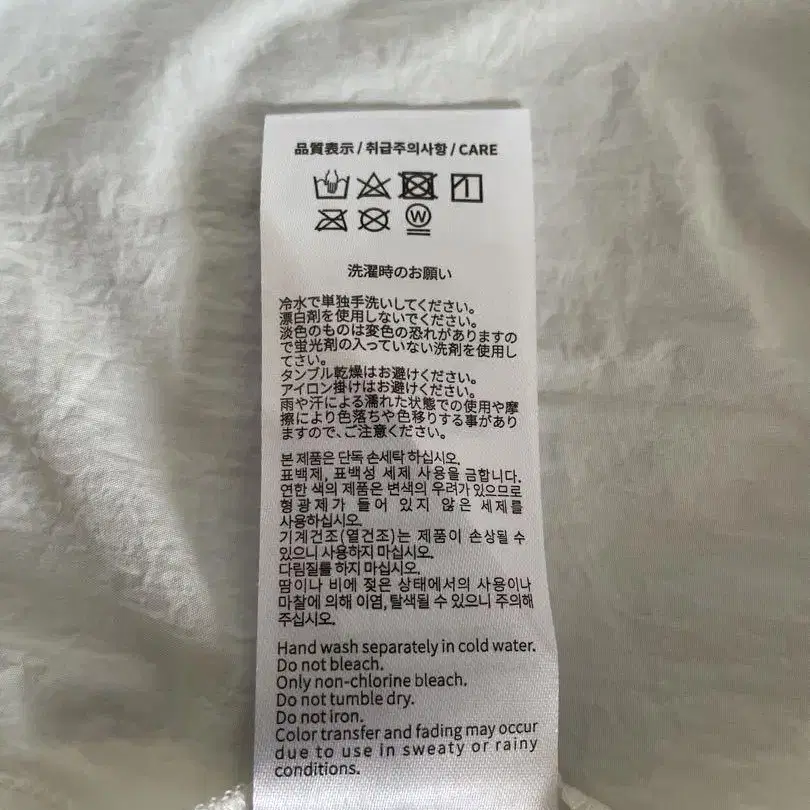 品質表示 / 취급주의사항 / CARE
W
洗濯時のお願い
冷水で単独手洗いしてください。
漂白剤を使用しないでください。
淡色のものは変色の恐れがありますの
で蛍光剤の入っていない洗剤を使用し
てさい。
タンブル乾燥はお避けください。
アイロン掛けはお避けください。
雨や汗による濡れた状態での使用や摩
擦により色落ちや色移りする事があり
ますので、ご注意ください。
본 제품은 단독 손세탁 하십시오.
표백제, 표백성 세제 사용을 금합니다.
연한 색의 제품은 변색의 우려가 있으므로
형광제가 들어 있지 않은 세제를
사용하십시오.
기계건조(열건조)는 제품이 손상될 수
있으니 사용하지 마십시오.
다림질를 하지 마십시오.
땀이나 비에 젖은 상태에서의 사용이나
마찰에 의해 이염, 탈색될 수 있으니 주의해
주십시오.
Hand wash separately in cold water.
Do not bleach.
Only non-chlorine bleach.
Do not tumble dry.
Do not iron.
Color transfer and fading may occur
due to use in sweaty or rainy
conditions.